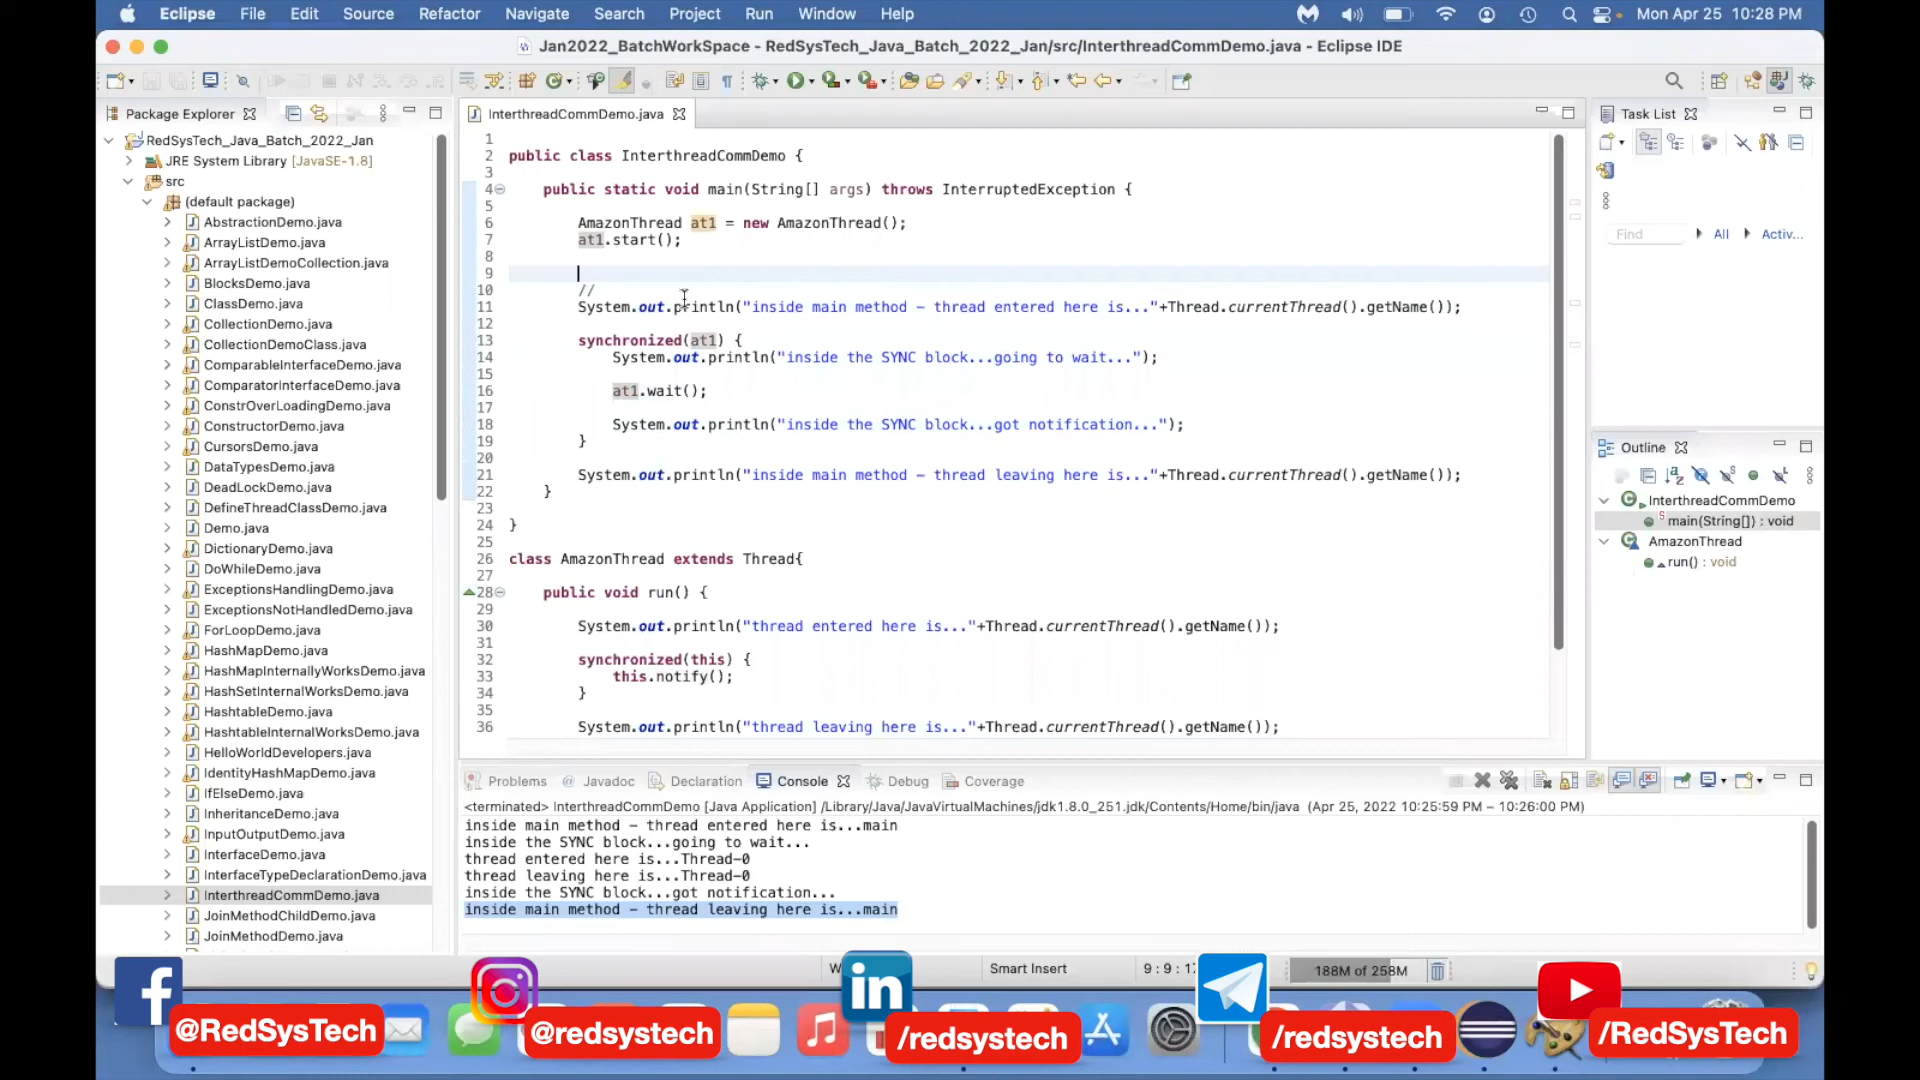 Eclipse File Edit Source Refactor Navigate Search Project Run Window Help Mon Apr 25 10:28 PM
Jan2022_BatchWorkSpace - RedSysTech_Java_Batch_2022_Jan/src/InterthreadCommDemo.java - Eclipse IDE
Package Explorer
RedSysTech_Java_Batch_2022_Jan
JRE System Library [JavaSE-1.8]
src
(default package)
AbstractionDemo.java
ArrayListDemo.java
ArrayListDemoCollection.java
BlocksDemo.java
ClassDemo.java
CollectionDemo.java
CollectionDemoClass.java
ComparableInterfaceDemo.java
ComparatorInterfaceDemo.java
ConstrOverLoadingDemo.java
ConstructorDemo.java
CursorsDemo.java
DataTypesDemo.java
DeadLockDemo.java
DefineThreadClassDemo.java
Demo.java
DictionaryDemo.java
DoWhileDemo.java
ExceptionsHandlingDemo.java
ExceptionsNotHandledDemo.java
ForLoopDemo.java
HashMapDemo.java
HashMapInternallyWorksDemo.java
HashSetInternalWorksDemo.java
HashtableDemo.java
HashtableInternalWorksDemo.java
HelloWorldDevelopers.java
IdentityHashMapDemo.java
IfElseDemo.java
InheritanceDemo.java
InputOutputDemo.java
InterfaceDemo.java
InterfaceTypeDeclarationDemo.java
InterthreadCommDemo.java
JoinMethodChildDemo.java
JoinMethodDemo.java
InterthreadCommDemo.java
1
2 public class InterthreadCommDemo {
3
4 public static void main(String[] args) throws InterruptedException {
5
6 AmazonThread at1 = new AmazonThread();
7 at1.start();
8
9
10 //
11 System.out.println("inside main method - thread entered here is..."+Thread.currentThread().getName());
12
13 synchronized(at1) {
14 System.out.println("inside the SYNC block...going to wait...");
15
16 at1.wait();
17
18 System.out.println("inside the SYNC block...got notification...");
19 }
20
21 System.out.println("inside main method - thread leaving here is..."+Thread.currentThread().getName());
22 }
23
24 }
25
26 class AmazonThread extends Thread{
27
28 public void run() {
29
30 System.out.println("thread entered here is..."+Thread.currentThread().getName());
31
32 synchronized(this) {
33 this.notify();
34 }
35
36 System.out.println("thread leaving here is..."+Thread.currentThread().getName());
Task List
Find All Activ...
Outline
InterthreadCommDemo
main(String[]) : void
AmazonThread
run() : void
Problems Javadoc Declaration Console Debug Coverage
<terminated> InterthreadCommDemo [Java Application] /Library/Java/JavaVirtualMachines/jdk1.8.0_251.jdk/Contents/Home/bin/java (Apr 25, 2022 10:25:59 PM – 10:26:00 PM)
inside main method - thread entered here is...main
inside the SYNC block...going to wait...
thread entered here is...Thread-0
thread leaving here is...Thread-0
inside the SYNC block...got notification...
inside main method - thread leaving here is...main
Smart Insert 188M of 258M
@RedSysTech @redsystech /redsystech /redsystech /RedSysTech